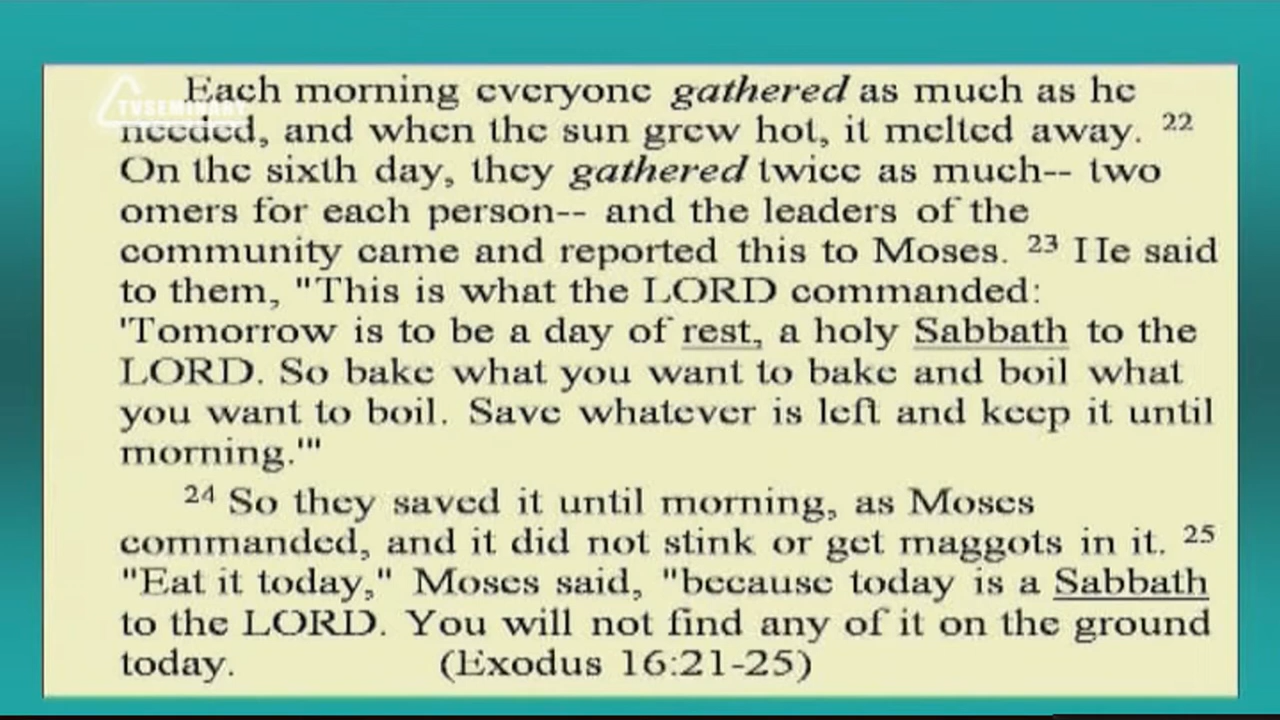 Each morning everyone gathered as much as he
TVSEMINARY
needed, and when the sun grew hot, it melted away. 22
On the sixth day, they gathered twice as much-- two
omers for each person-- and the leaders of the
community came and reported this to Moses. 23 He said
to them, "This is what the LORD commanded:
'Tomorrow is to be a day of rest, a holy Sabbath to the
LORD. So bake what you want to bake and boil what
you want to boil. Save whatever is left and keep it until
morning.'"
24 So they saved it until morning, as Moses
commanded, and it did not stink or get maggots in it. 25
"Eat it today," Moses said, "because today is a Sabbath
to the LORD. You will not find any of it on the ground
today. (Exodus 16:21-25)